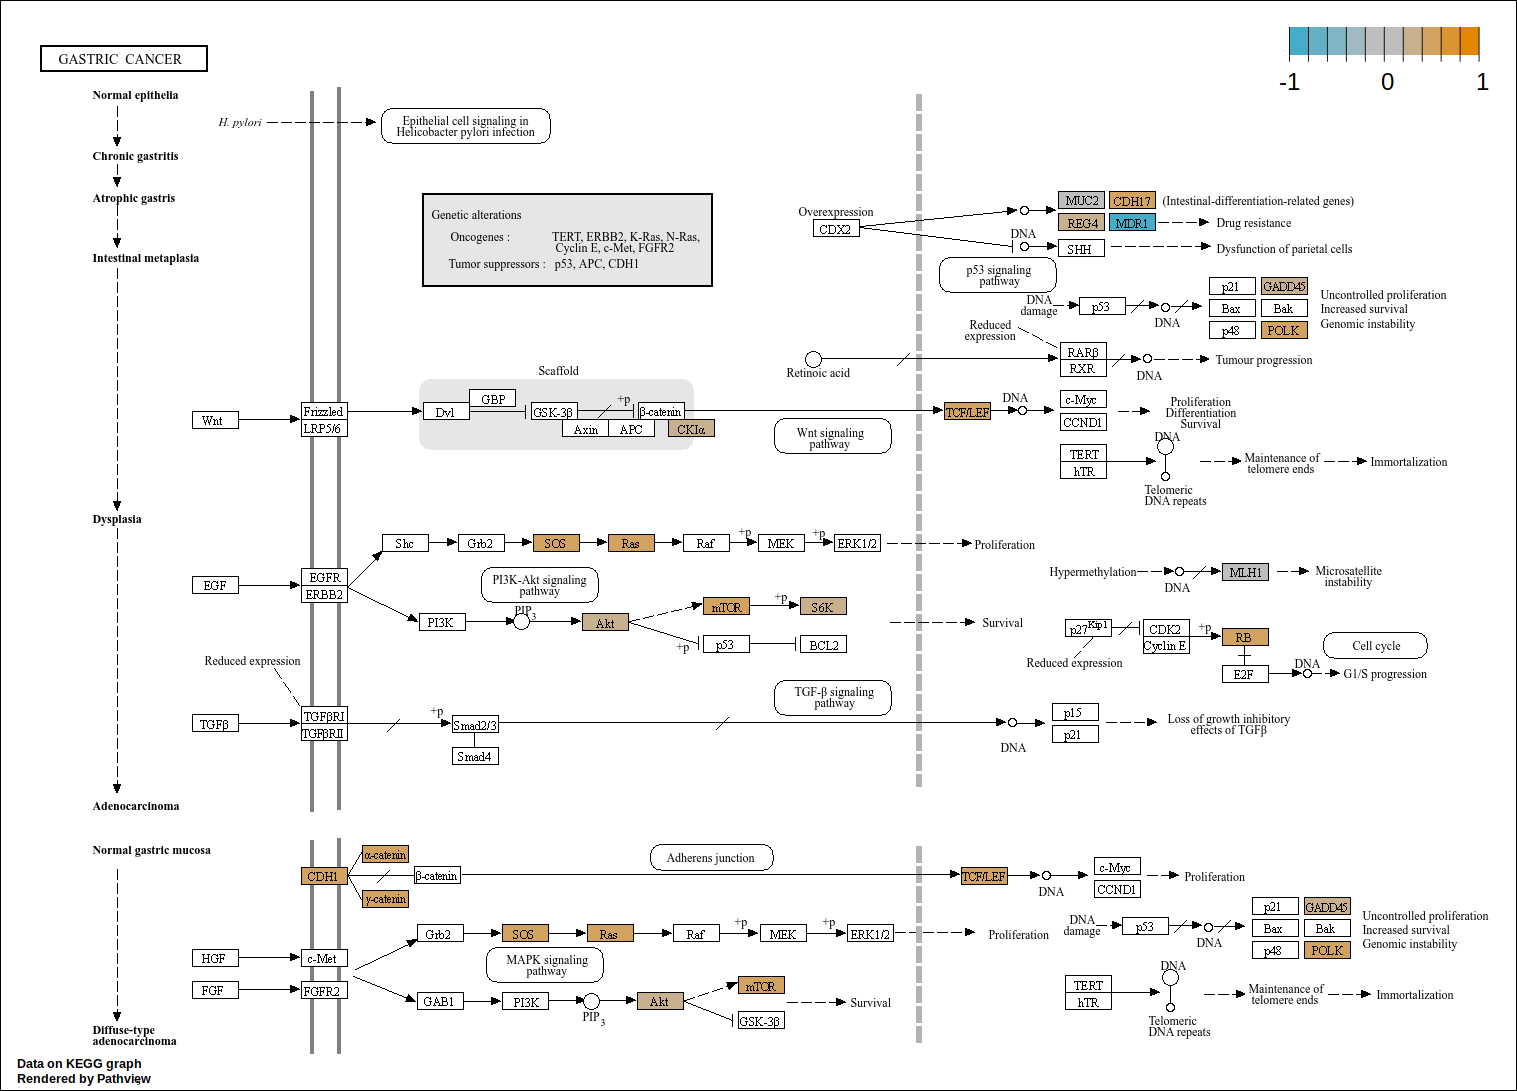 GASTRIC CANCER
-1 0 1
Normal epithelia
H. pylori
Epithelial cell signaling in
Helicobacter pylori infection
Chronic gastritis
Atrophic gastris
Intestinal metaplasia
Genetic alterations
Oncogenes : TERT, ERBB2, K-Ras, N-Ras,
Cyclin E, c-Met, FGFR2
Tumor suppressors : p53, APC, CDH1
Overexpression
CDX2
MUC2 CDH17 (Intestinal-differentiation-related genes)
REG4 MDR1 Drug resistance
DNA
SHH Dysfunction of parietal cells
p53 signaling
pathway
DNA
damage
p53
DNA
p21 GADD45
Bax Bak
p48 POLK
Uncontrolled proliferation
Increased survival
Genomic instability
Reduced
expression
Retinoic acid
RARβ
RXR
DNA
Tumour progression
Scaffold
Wnt
Frizzled
LRP5/6
Dvl
GBP
GSK-3β
+p
β-catenin
Axin APC CKIα
Wnt signaling
pathway
TCF/LEF
DNA
c-Myc
CCND1
Proliferation
Differentiation
Survival
TERT
hTR
DNA
Telomeric
DNA repeats
Maintenance of
telomere ends
Immortalization
Dysplasia
EGF
EGFR
ERBB2
Shc Grb2 SOS Ras Raf +p MEK +p ERK1/2
Proliferation
PI3K-Akt signaling
pathway
PI3K
PIP3
Akt
mTOR +p S6K
+p p53 BCL2
Survival
Hypermethylation
DNA
MLH1
Microsatellite
instability
p27Kip1
Reduced expression
CDK2
Cyclin E
+p
RB
E2F
DNA
Cell cycle
G1/S progression
Reduced expression
TGFβ
TGFβRI
TGFβRII
+p
Smad2/3
Smad4
TGF-β signaling
pathway
DNA
p15
p21
Loss of growth inhibitory
effects of TGFβ
Adenocarcinoma
Normal gastric mucosa
CDH1
α-catenin
β-catenin
γ-catenin
Adherens junction
TCF/LEF
DNA
c-Myc
CCND1
Proliferation
HGF
c-Met
FGF
FGFR2
Grb2 SOS Ras Raf +p MEK +p ERK1/2
Proliferation
MAPK signaling
pathway
GAB1 PI3K
PIP3
Akt
mTOR
GSK-3β
Survival
DNA
damage
p53
DNA
p21 GADD45
Bax Bak
p48 POLK
Uncontrolled proliferation
Increased survival
Genomic instability
TERT
hTR
DNA
Telomeric
DNA repeats
Maintenance of
telomere ends
Immortalization
Diffuse-type
adenocarcinoma
Data on KEGG graph
Rendered by Pathview